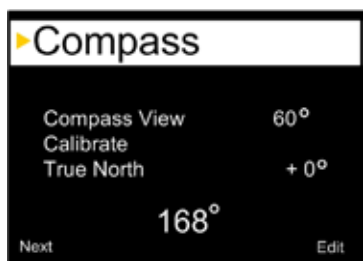 Compass
Compass View 60°
Calibrate
True North + 0°
168°
Next Edit